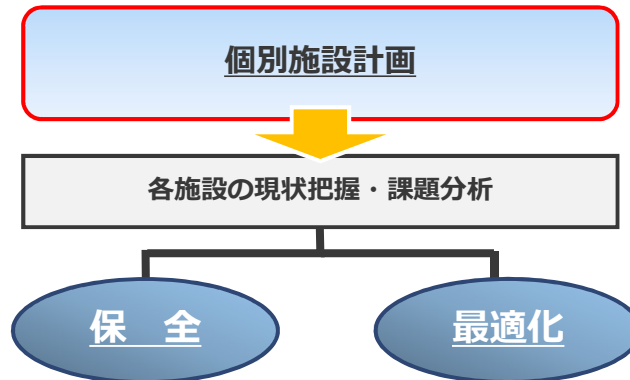 個別施設計画
各施設の現状把握・課題分析
保　全
最適化